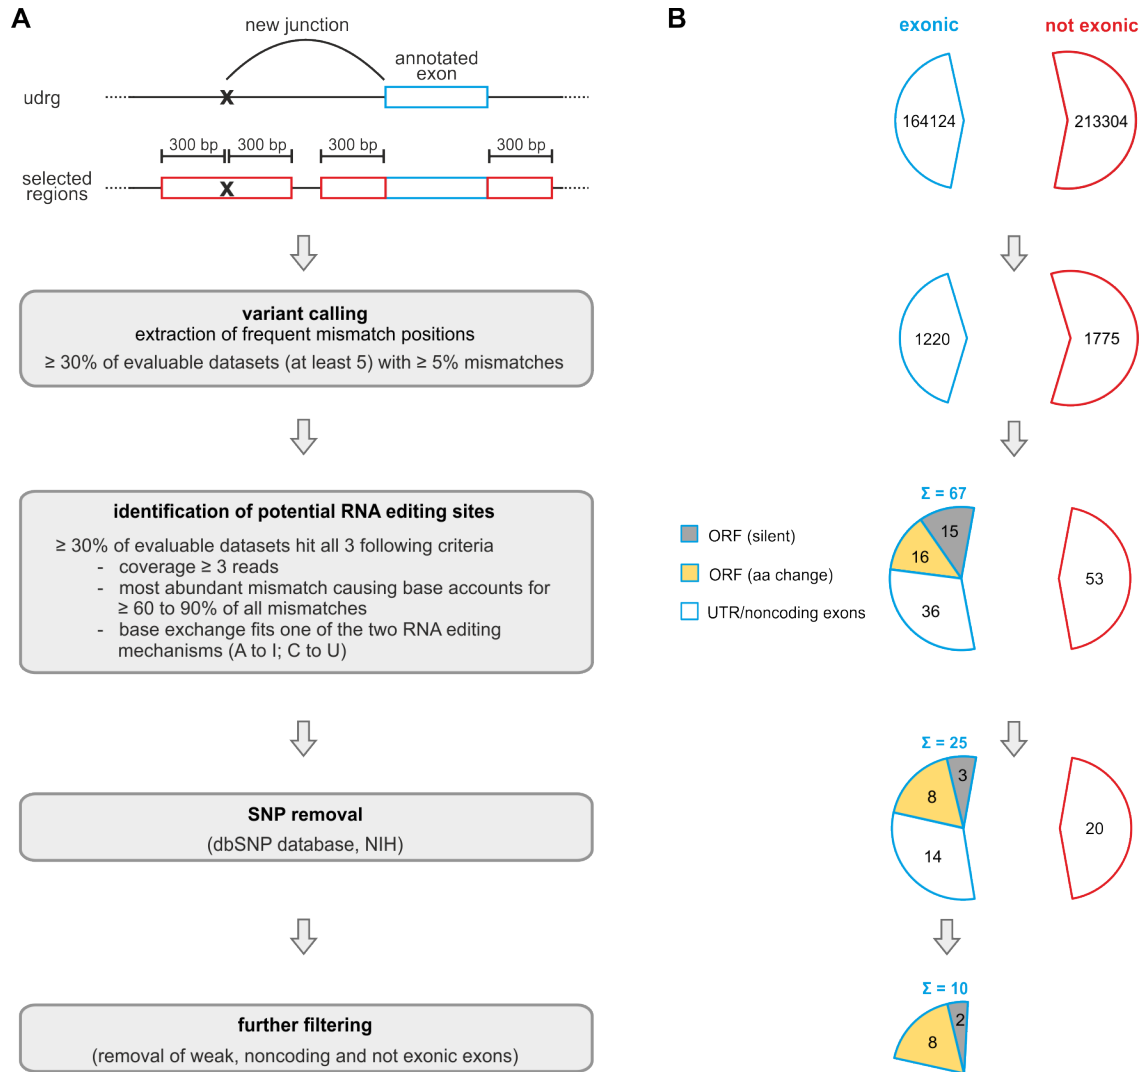 A
new junction
annotated
exon
udrg
X
300 bp
300 bp
300 bp
300 bp
selected
regions
X
variant calling
extraction of frequent mismatch positions
≥ 30% of evaluable datasets (at least 5) with ≥ 5% mismatches
identification of potential RNA editing sites
≥ 30% of evaluable datasets hit all 3 following criteria
- coverage ≥ 3 reads
- most abundant mismatch causing base accounts for
≥ 60 to 90% of all mismatches
- base exchange fits one of the two RNA editing
mechanisms (A to I; C to U)
SNP removal
(dbSNP database, NIH)
further filtering
(removal of weak, noncoding and not exonic exons)
B
exonic
not exonic
164124
213304
1220
1775
ORF (silent)
ORF (aa change)
UTR/noncoding exons
Σ = 67
15
16
36
53
Σ = 25
3
8
14
20
Σ = 10
2
8